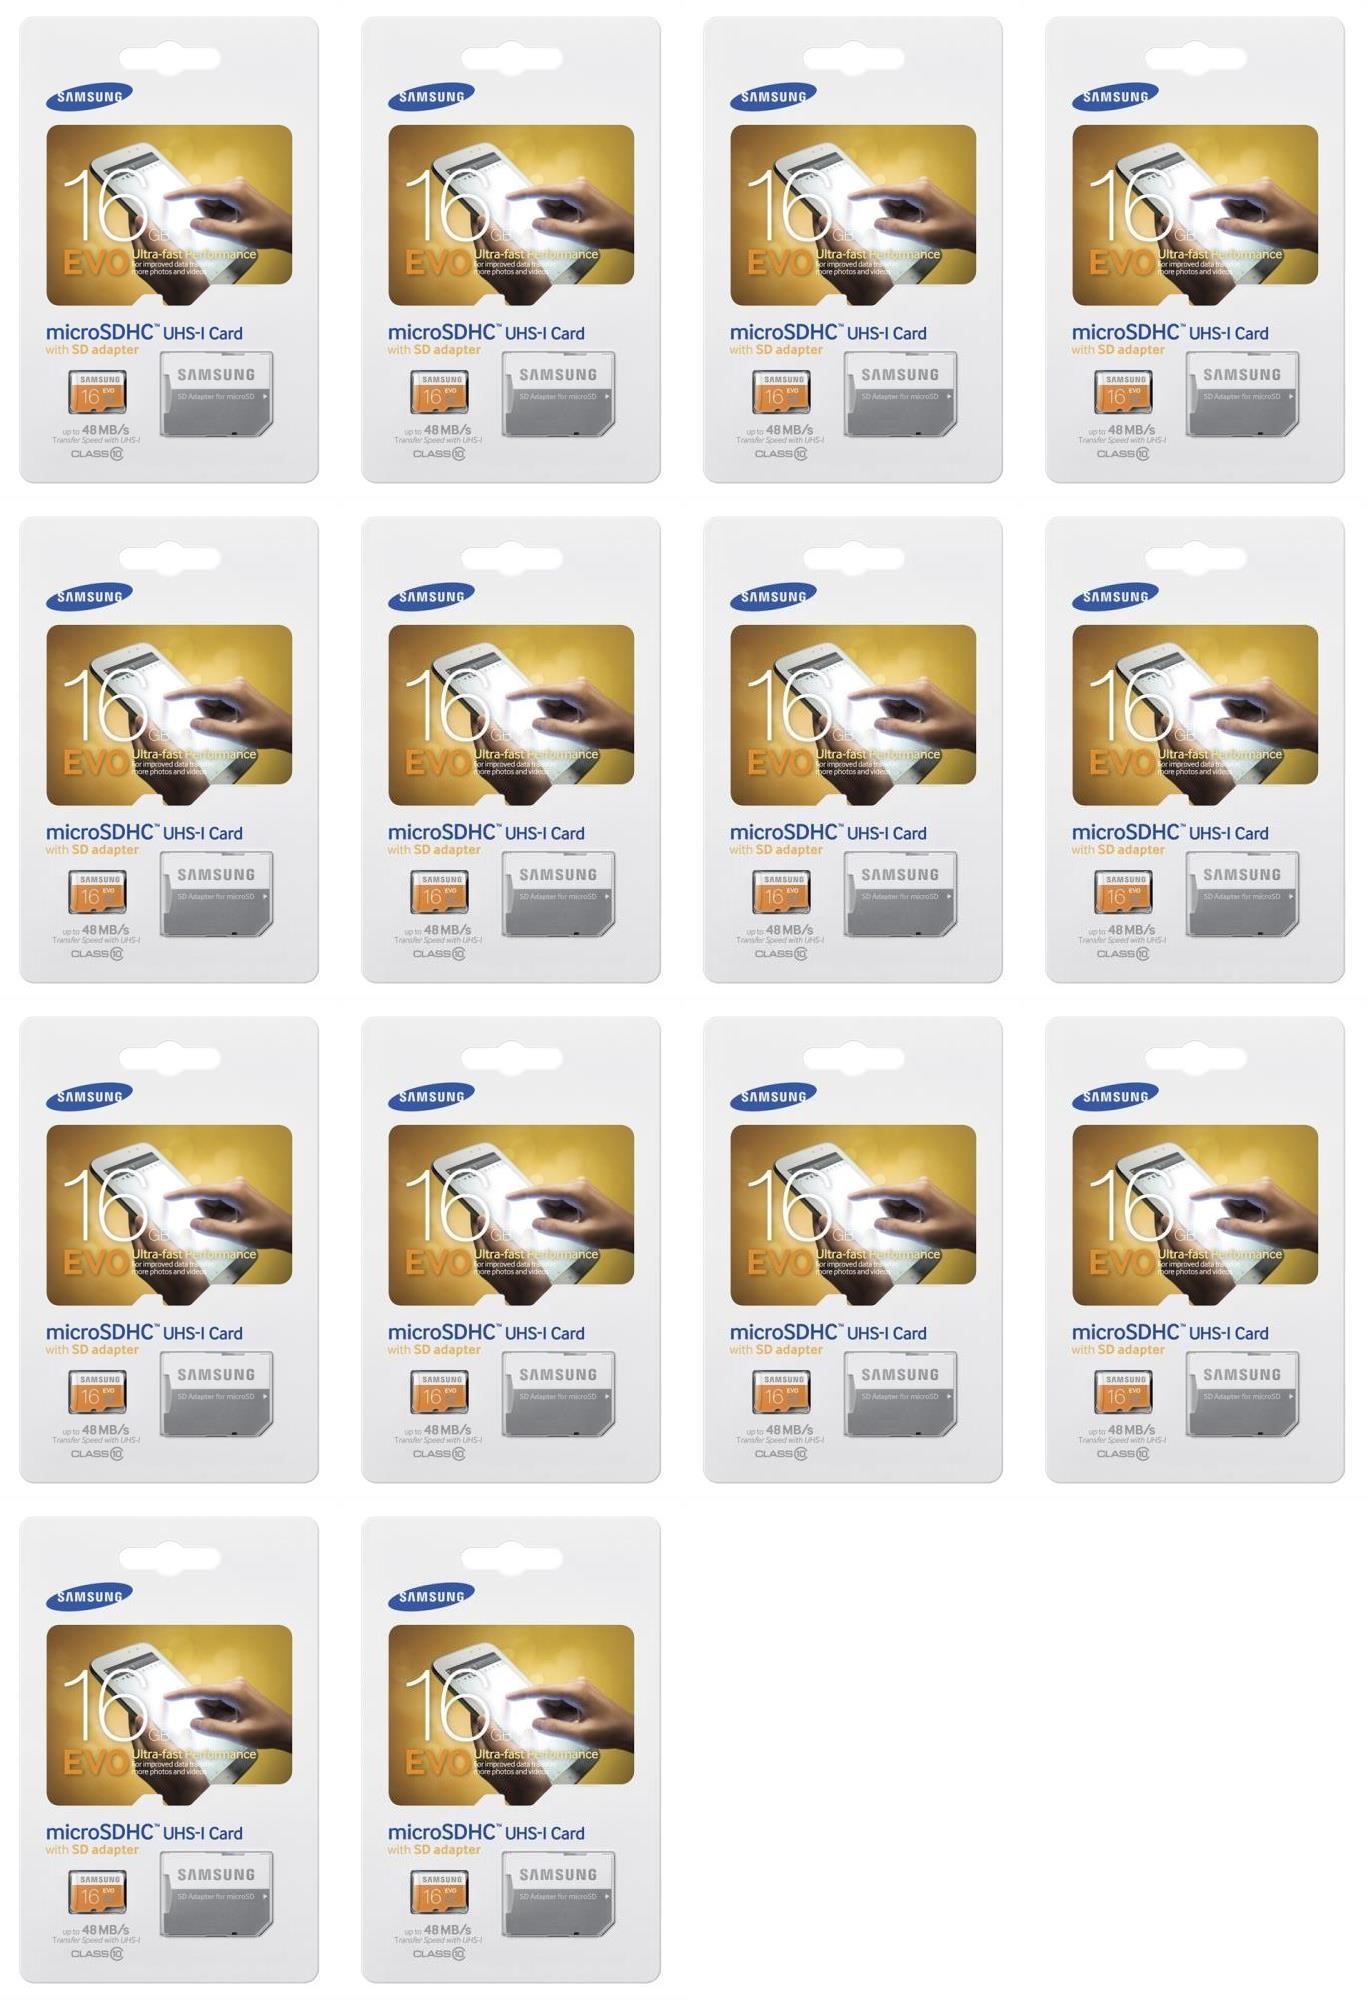 SAMSUNG
16 GB
EVO Ultra-fast Performance
For improved data transfer
more photos and videos
microSDHC™ UHS-I Card
with SD adapter
SAMSUNG
16 EVO
SAMSUNG
SD Adapter for microSD
up to 48 MB/s
Transfer Speed with UHS-I
CLASS 10
SAMSUNG
16 GB
EVO Ultra-fast Performance
For improved data transfer
more photos and videos
microSDHC™ UHS-I Card
with SD adapter
SAMSUNG
16 EVO
SAMSUNG
SD Adapter for microSD
up to 48 MB/s
Transfer Speed with UHS-I
CLASS 10
SAMSUNG
16 GB
EVO Ultra-fast Performance
For improved data transfer
more photos and videos
microSDHC™ UHS-I Card
with SD adapter
SAMSUNG
16 EVO
SAMSUNG
SD Adapter for microSD
up to 48 MB/s
Transfer Speed with UHS-I
CLASS 10
SAMSUNG
16 GB
EVO Ultra-fast Performance
For improved data transfer
more photos and videos
microSDHC™ UHS-I Card
with SD adapter
SAMSUNG
16 EVO
SAMSUNG
SD Adapter for microSD
up to 48 MB/s
Transfer Speed with UHS-I
CLASS 10
SAMSUNG
16 GB
EVO Ultra-fast Performance
For improved data transfer
more photos and videos
microSDHC™ UHS-I Card
with SD adapter
SAMSUNG
16 EVO
SAMSUNG
SD Adapter for microSD
up to 48 MB/s
Transfer Speed with UHS-I
CLASS 10
SAMSUNG
16 GB
EVO Ultra-fast Performance
For improved data transfer
more photos and videos
microSDHC™ UHS-I Card
with SD adapter
SAMSUNG
16 EVO
SAMSUNG
SD Adapter for microSD
up to 48 MB/s
Transfer Speed with UHS-I
CLASS 10
SAMSUNG
16 GB
EVO Ultra-fast Performance
For improved data transfer
more photos and videos
microSDHC™ UHS-I Card
with SD adapter
SAMSUNG
16 EVO
SAMSUNG
SD Adapter for microSD
up to 48 MB/s
Transfer Speed with UHS-I
CLASS 10
SAMSUNG
16 GB
EVO Ultra-fast Performance
For improved data transfer
more photos and videos
microSDHC™ UHS-I Card
with SD adapter
SAMSUNG
16 EVO
SAMSUNG
SD Adapter for microSD
up to 48 MB/s
Transfer Speed with UHS-I
CLASS 10
SAMSUNG
16 GB
EVO Ultra-fast Performance
For improved data transfer
more photos and videos
microSDHC™ UHS-I Card
with SD adapter
SAMSUNG
16 EVO
SAMSUNG
SD Adapter for microSD
up to 48 MB/s
Transfer Speed with UHS-I
CLASS 10
SAMSUNG
16 GB
EVO Ultra-fast Performance
For improved data transfer
more photos and videos
microSDHC™ UHS-I Card
with SD adapter
SAMSUNG
16 EVO
SAMSUNG
SD Adapter for microSD
up to 48 MB/s
Transfer Speed with UHS-I
CLASS 10
SAMSUNG
16 GB
EVO Ultra-fast Performance
For improved data transfer
more photos and videos
microSDHC™ UHS-I Card
with SD adapter
SAMSUNG
16 EVO
SAMSUNG
SD Adapter for microSD
up to 48 MB/s
Transfer Speed with UHS-I
CLASS 10
SAMSUNG
16 GB
EVO Ultra-fast Performance
For improved data transfer
more photos and videos
microSDHC™ UHS-I Card
with SD adapter
SAMSUNG
16 EVO
SAMSUNG
SD Adapter for microSD
up to 48 MB/s
Transfer Speed with UHS-I
CLASS 10
SAMSUNG
16 GB
EVO Ultra-fast Performance
For improved data transfer
more photos and videos
microSDHC™ UHS-I Card
with SD adapter
SAMSUNG
16 EVO
SAMSUNG
SD Adapter for microSD
up to 48 MB/s
Transfer Speed with UHS-I
CLASS 10
SAMSUNG
16 GB
EVO Ultra-fast Performance
For improved data transfer
more photos and videos
microSDHC™ UHS-I Card
with SD adapter
SAMSUNG
16 EVO
SAMSUNG
SD Adapter for microSD
up to 48 MB/s
Transfer Speed with UHS-I
CLASS 10